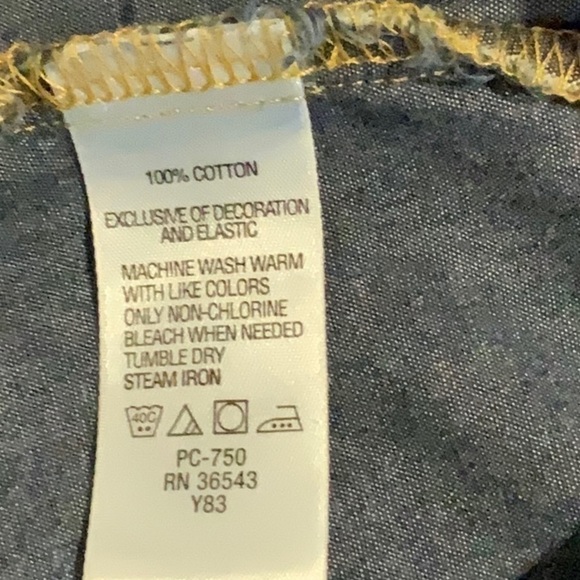 100% COTTON
EXCLUSIVE OF DECORATION
AND ELASTIC
MACHINE WASH WARM
WITH LIKE COLORS
ONLY NON-CHLORINE
BLEACH WHEN NEEDED
TUMBLE DRY
STEAM IRON
40C
PC-750
RN 36543
Y83